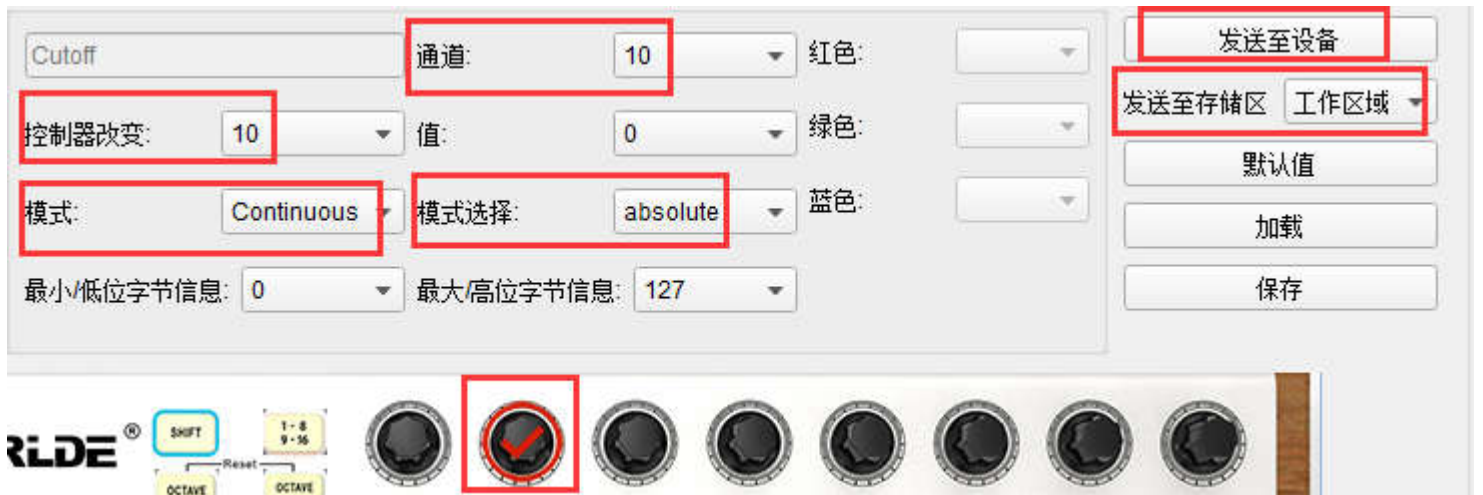 Cutoff 通道: 10 红色: 发送至设备
控制器改变: 10 值: 0 绿色: 发送至存储区 工作区域
默认值
模式: Continuous 模式选择: absolute 蓝色:
加载
最小/低位字节信息: 0 最大/高位字节信息: 127 保存
RLDE® SHIFT 1 - 8
9 - 16
Reset
OCTAVE OCTAVE